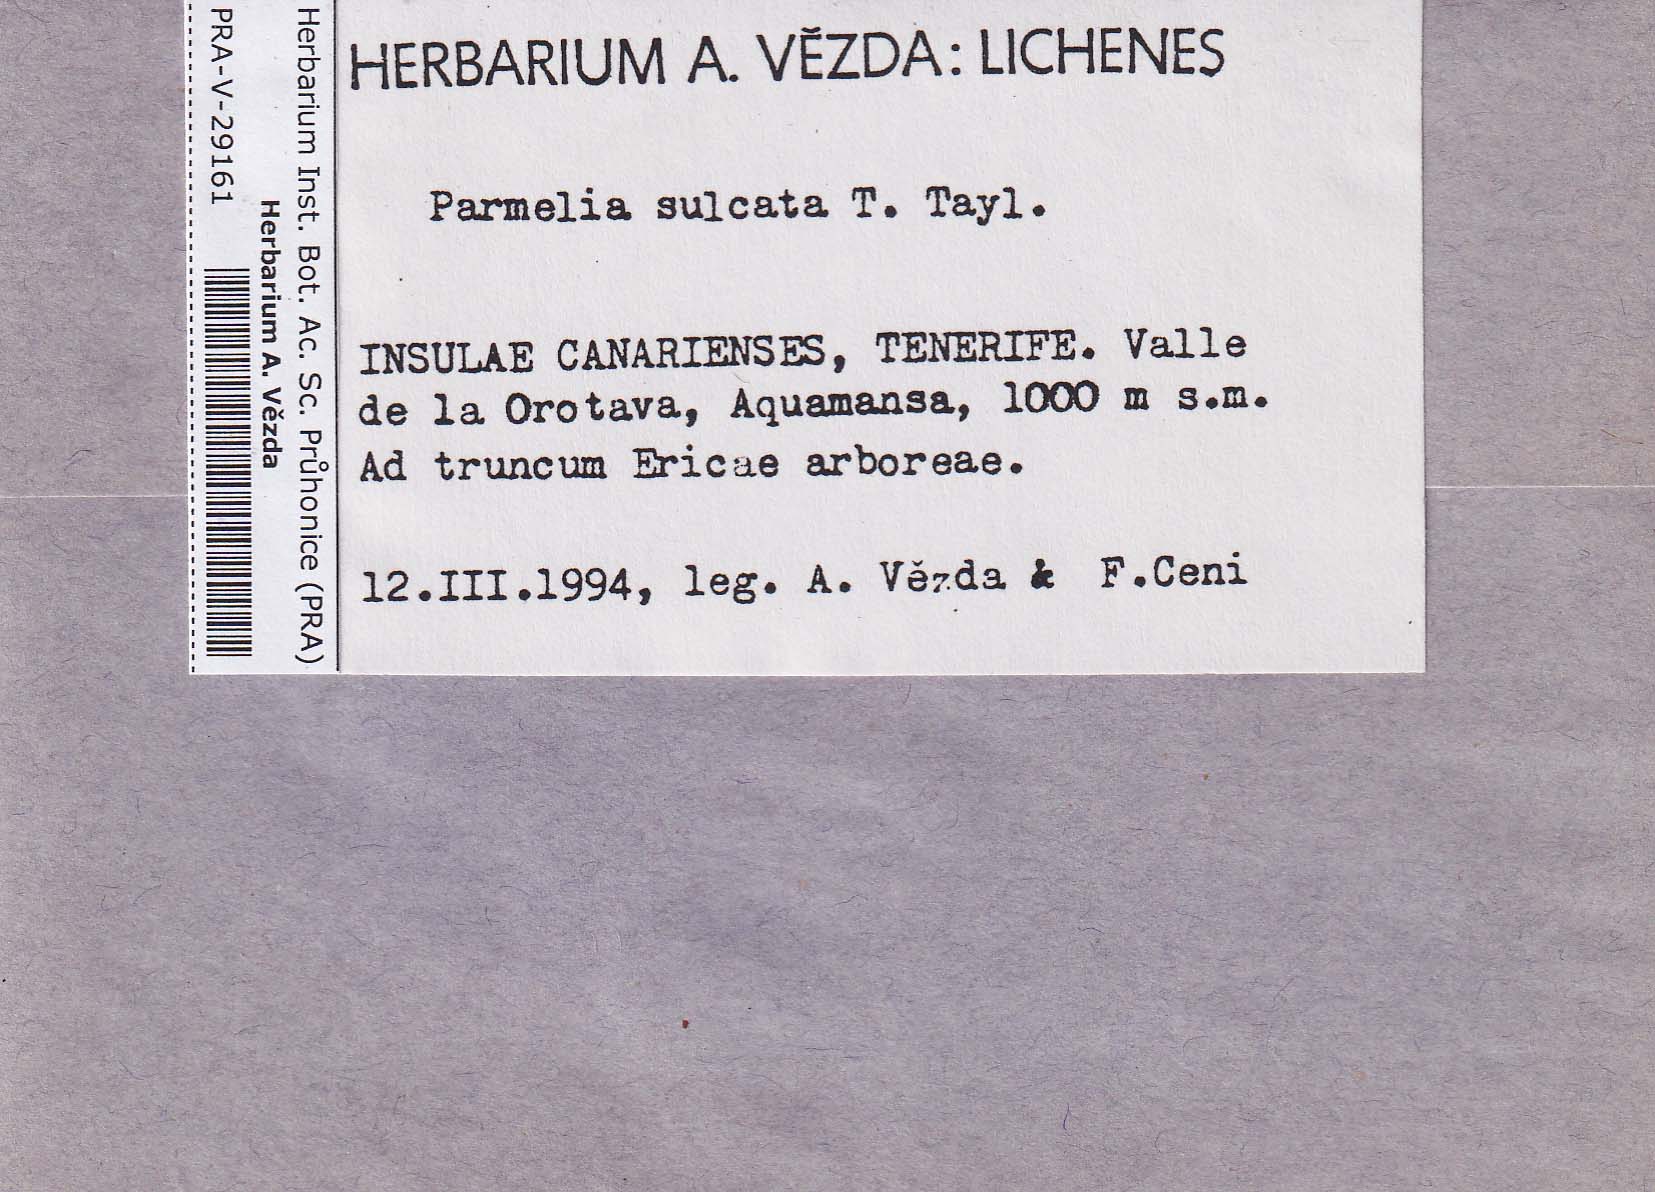 HERBARIUM A. VĚZDA: LICHENES
Parmelia sulcata T. Tayl.
INSULAE CANARIENSES, TENERIFE. Valle
de la Orotava, Aquamansa, 1000 m s.m.
Ad truncum Ericae arboreae.
12.III.1994, leg. A. Vězda & F.Ceni
Herbarium Inst. Bot. Ac. Sc. Průhonice (PRA)
Herbarium A. Vězda
PRA-V-29161